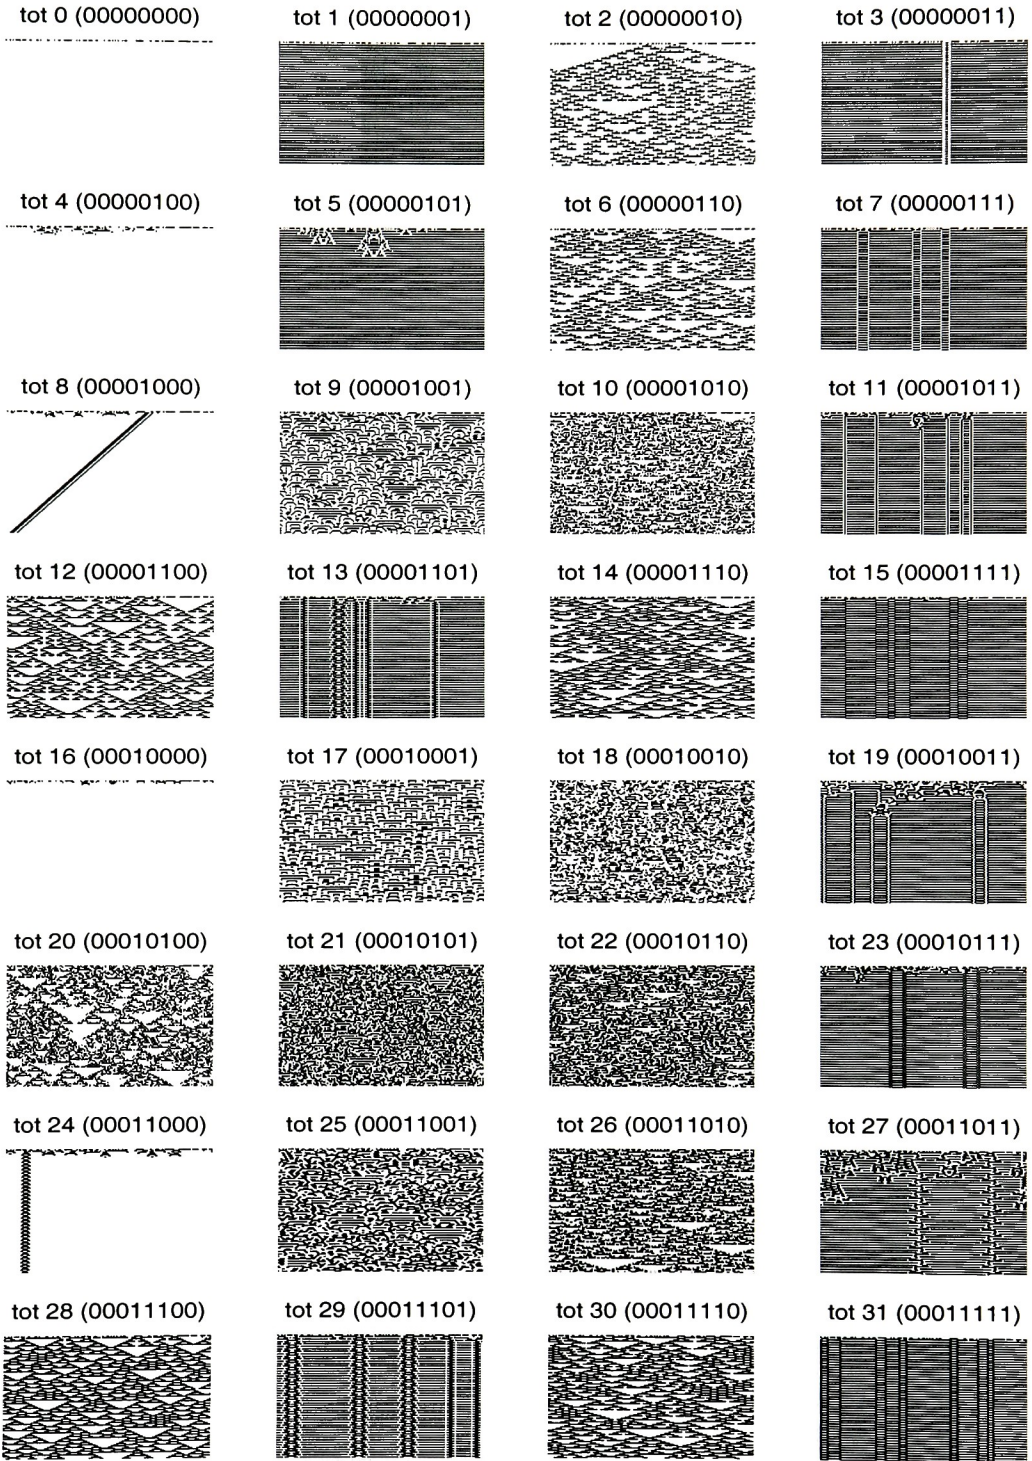 tot 0 (00000000) tot 1 (00000001) tot 2 (00000010) tot 3 (00000011)
tot 4 (00000100) tot 5 (00000101) tot 6 (00000110) tot 7 (00000111)
tot 8 (00001000) tot 9 (00001001) tot 10 (00001010) tot 11 (00001011)
tot 12 (00001100) tot 13 (00001101) tot 14 (00001110) tot 15 (00001111)
tot 16 (00010000) tot 17 (00010001) tot 18 (00010010) tot 19 (00010011)
tot 20 (00010100) tot 21 (00010101) tot 22 (00010110) tot 23 (00010111)
tot 24 (00011000) tot 25 (00011001) tot 26 (00011010) tot 27 (00011011)
tot 28 (00011100) tot 29 (00011101) tot 30 (00011110) tot 31 (00011111)